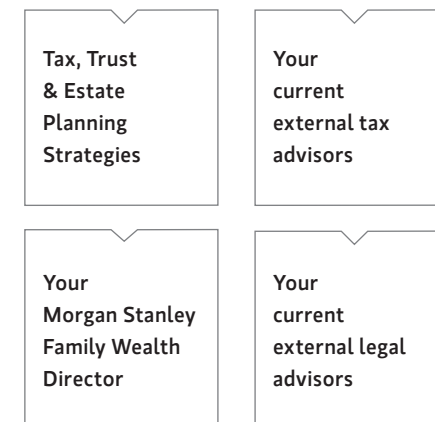 Tax, Trust
& Estate
Planning
Strategies
Your
current
external tax
advisors
Your
Morgan Stanley
Family Wealth
Director
Your
current
external legal
advisors